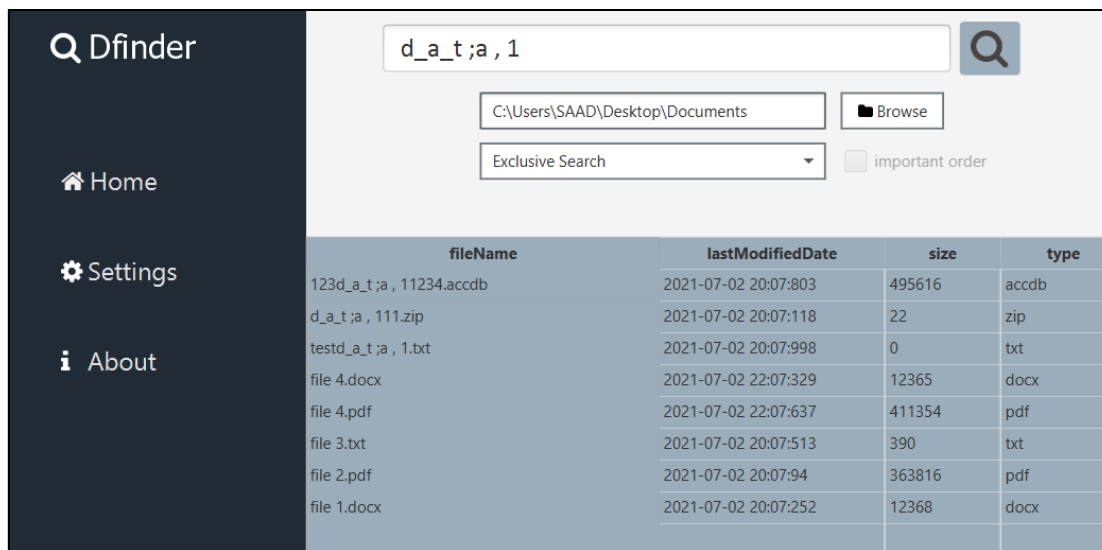 Dfinder
Home
Settings
About
d_a_t ;a , 1
C:\Users\SAAD\Desktop\Documents Browse
Exclusive Search important order
fileName lastModifiedDate size type
123d_a_t ;a , 11234.accdb 2021-07-02 20:07:803 495616 accdb
d_a_t ;a , 111.zip 2021-07-02 20:07:118 22 zip
testd_a_t ;a , 1.txt 2021-07-02 20:07:998 0 txt
file 4.docx 2021-07-02 22:07:329 12365 docx
file 4.pdf 2021-07-02 22:07:637 411354 pdf
file 3.txt 2021-07-02 20:07:513 390 txt
file 2.pdf 2021-07-02 20:07:94 363816 pdf
file 1.docx 2021-07-02 20:07:252 12368 docx